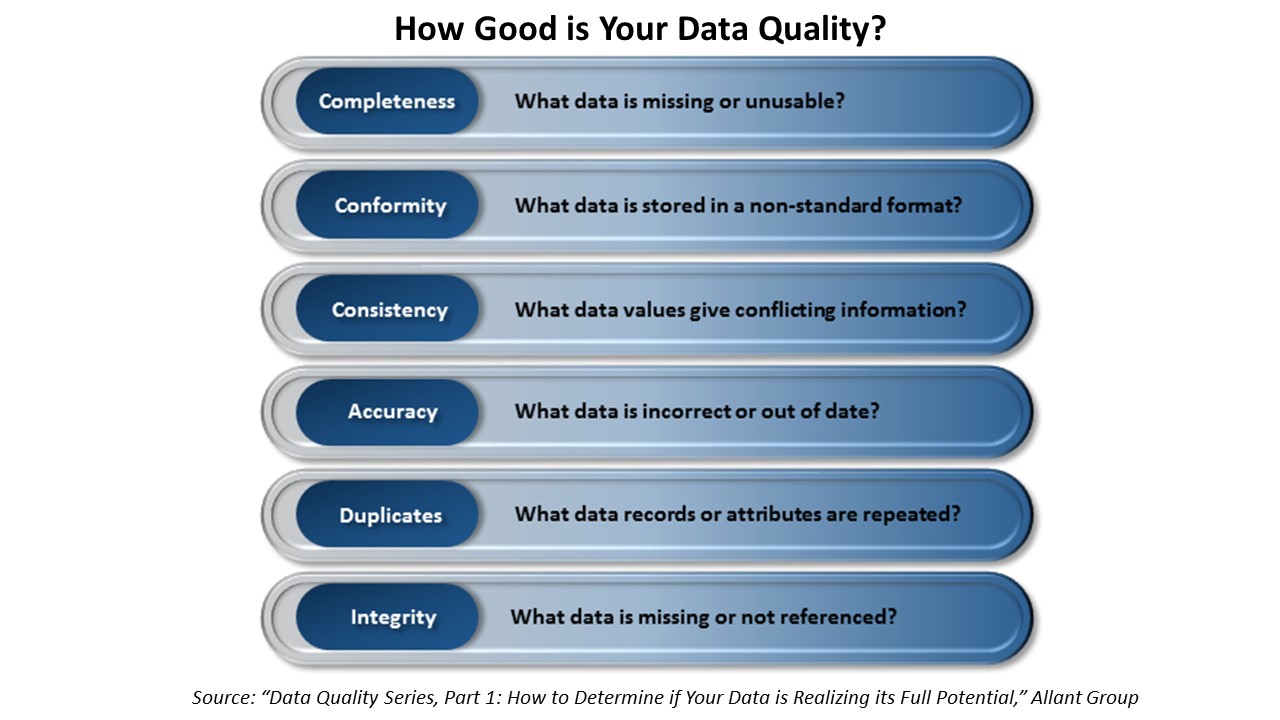 How Good is Your Data Quality?
Completeness What data is missing or unusable?
Conformity What data is stored in a non-standard format?
Consistency What data values give conflicting information?
Accuracy What data is incorrect or out of date?
Duplicates What data records or attributes are repeated?
Integrity What data is missing or not referenced?
Source: “Data Quality Series, Part 1: How to Determine if Your Data is Realizing its Full Potential,” Allant Group